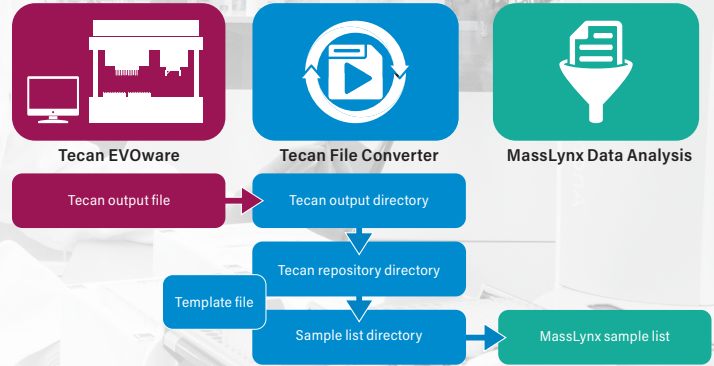 Tecan EVOware
Tecan File Converter
MassLynx Data Analysis
Tecan output file
Tecan output directory
Tecan repository directory
Template file
Sample list directory
MassLynx sample list